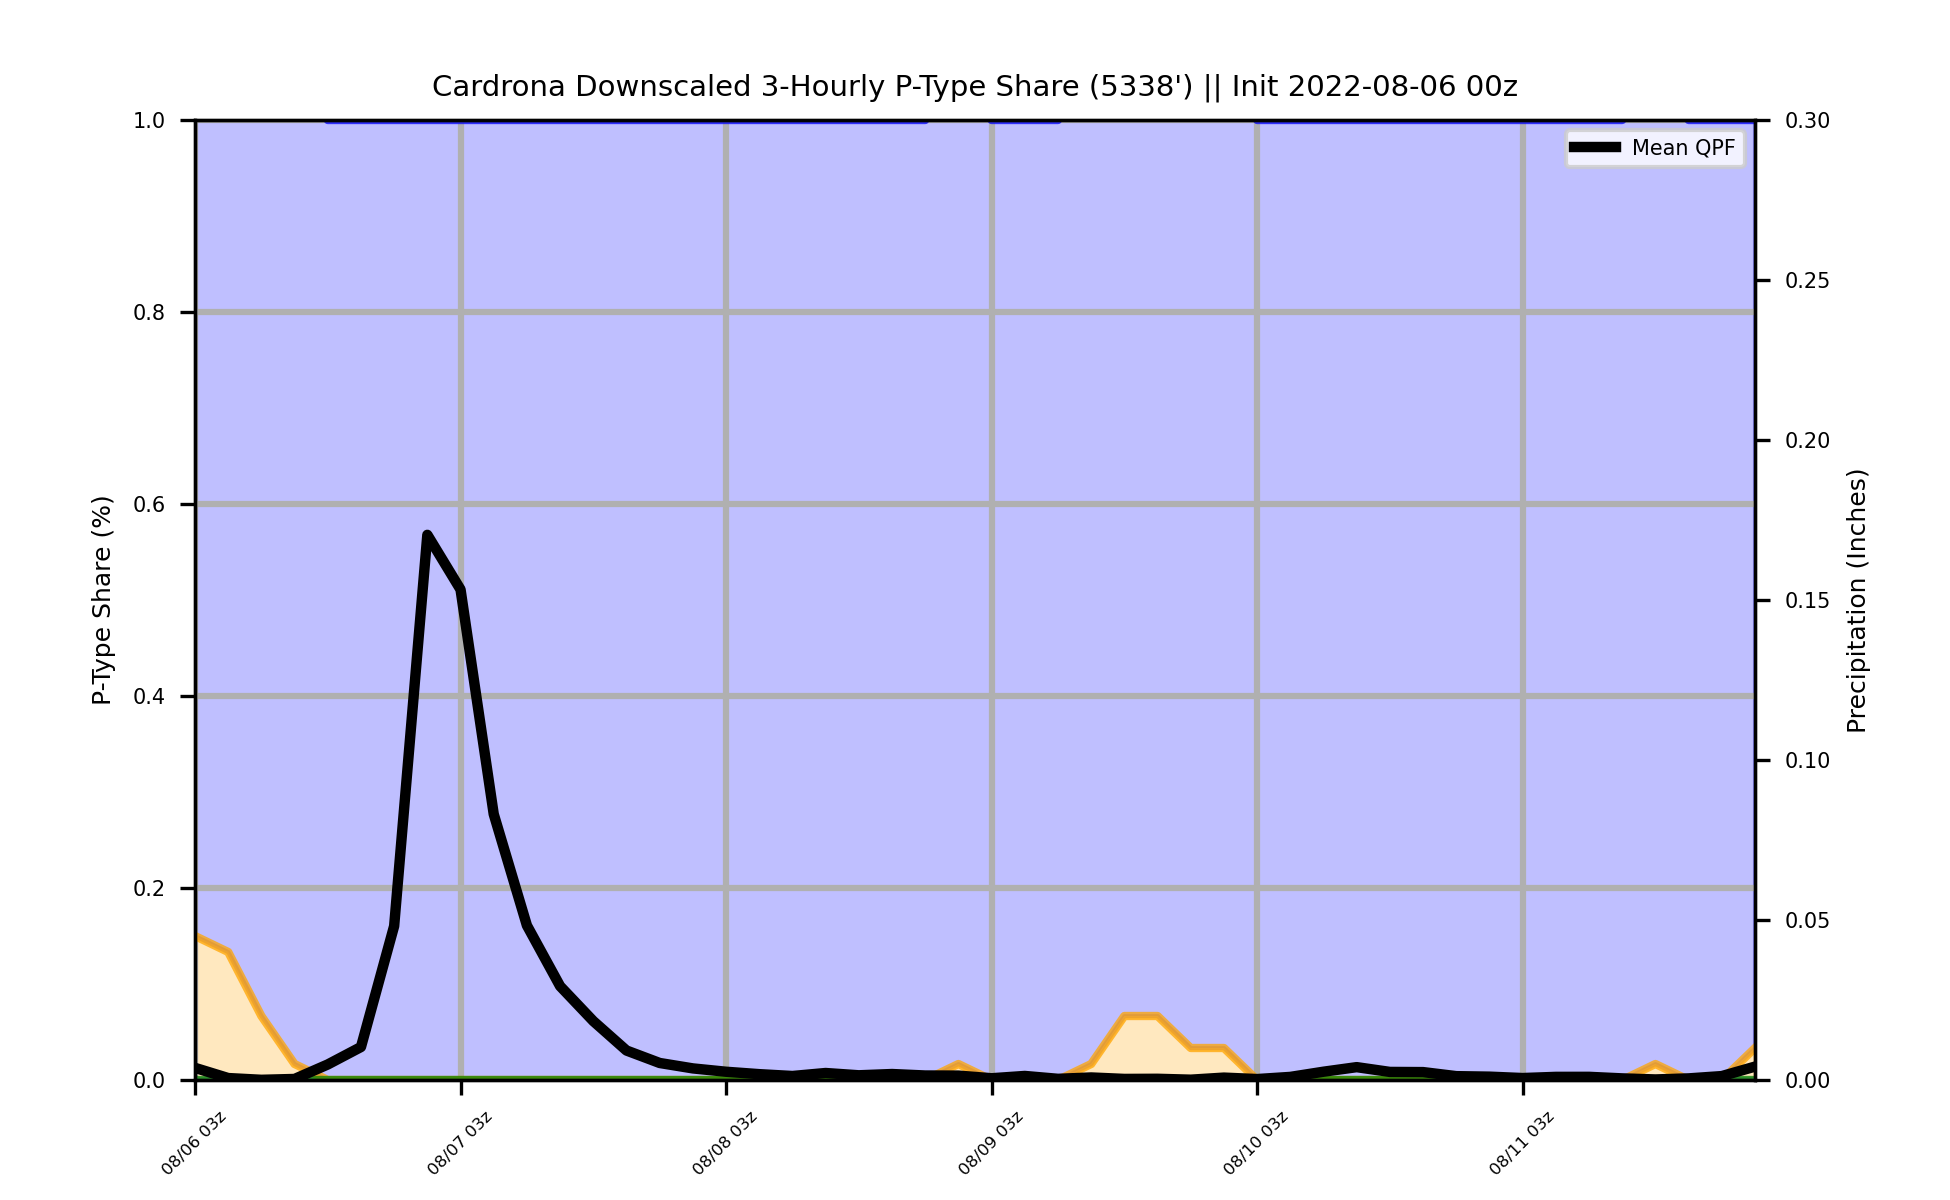 Cardrona Downscaled 3-Hourly P-Type Share (5338') || Init 2022-08-06 00z
Mean QPF
P-Type Share (%)
1.0
0.8
0.6
0.4
0.2
0.0
0.30
0.25
0.20
0.15
0.10
0.05
0.00
Precipitation (Inches)
08/06 03z
08/07 03z
08/08 03z
08/09 03z
08/10 03z
08/11 03z